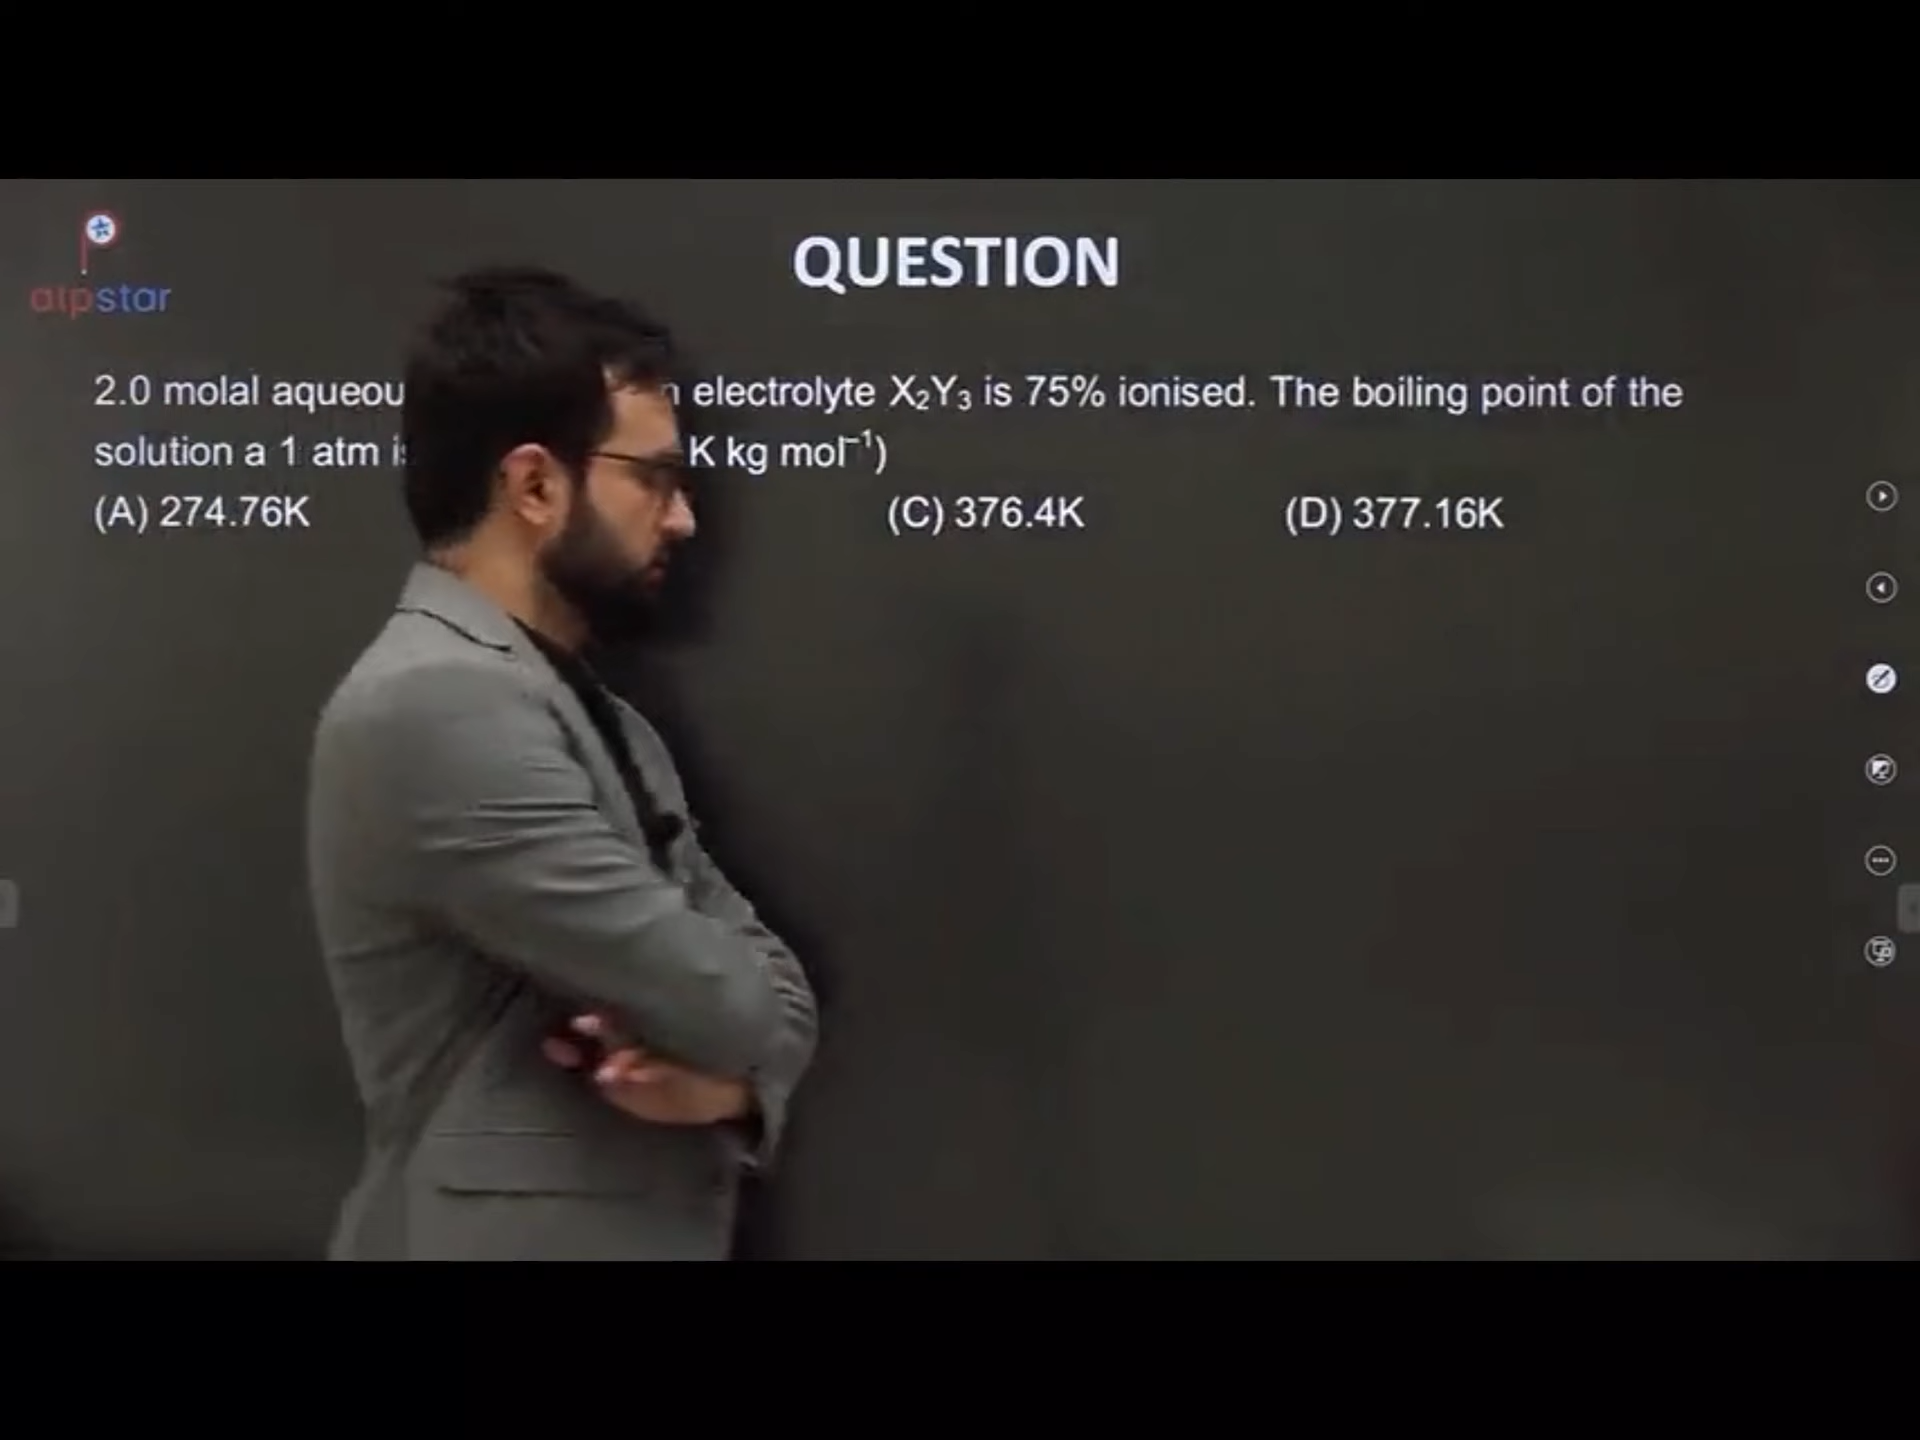 atpstar
QUESTION
2.0 molal electrolyte X₂Y₃ is 75% ionised. The boiling point of the
solution a 1 atm K kg mol⁻¹)
(A) 274.76K (C) 376.4K (D) 377.16K